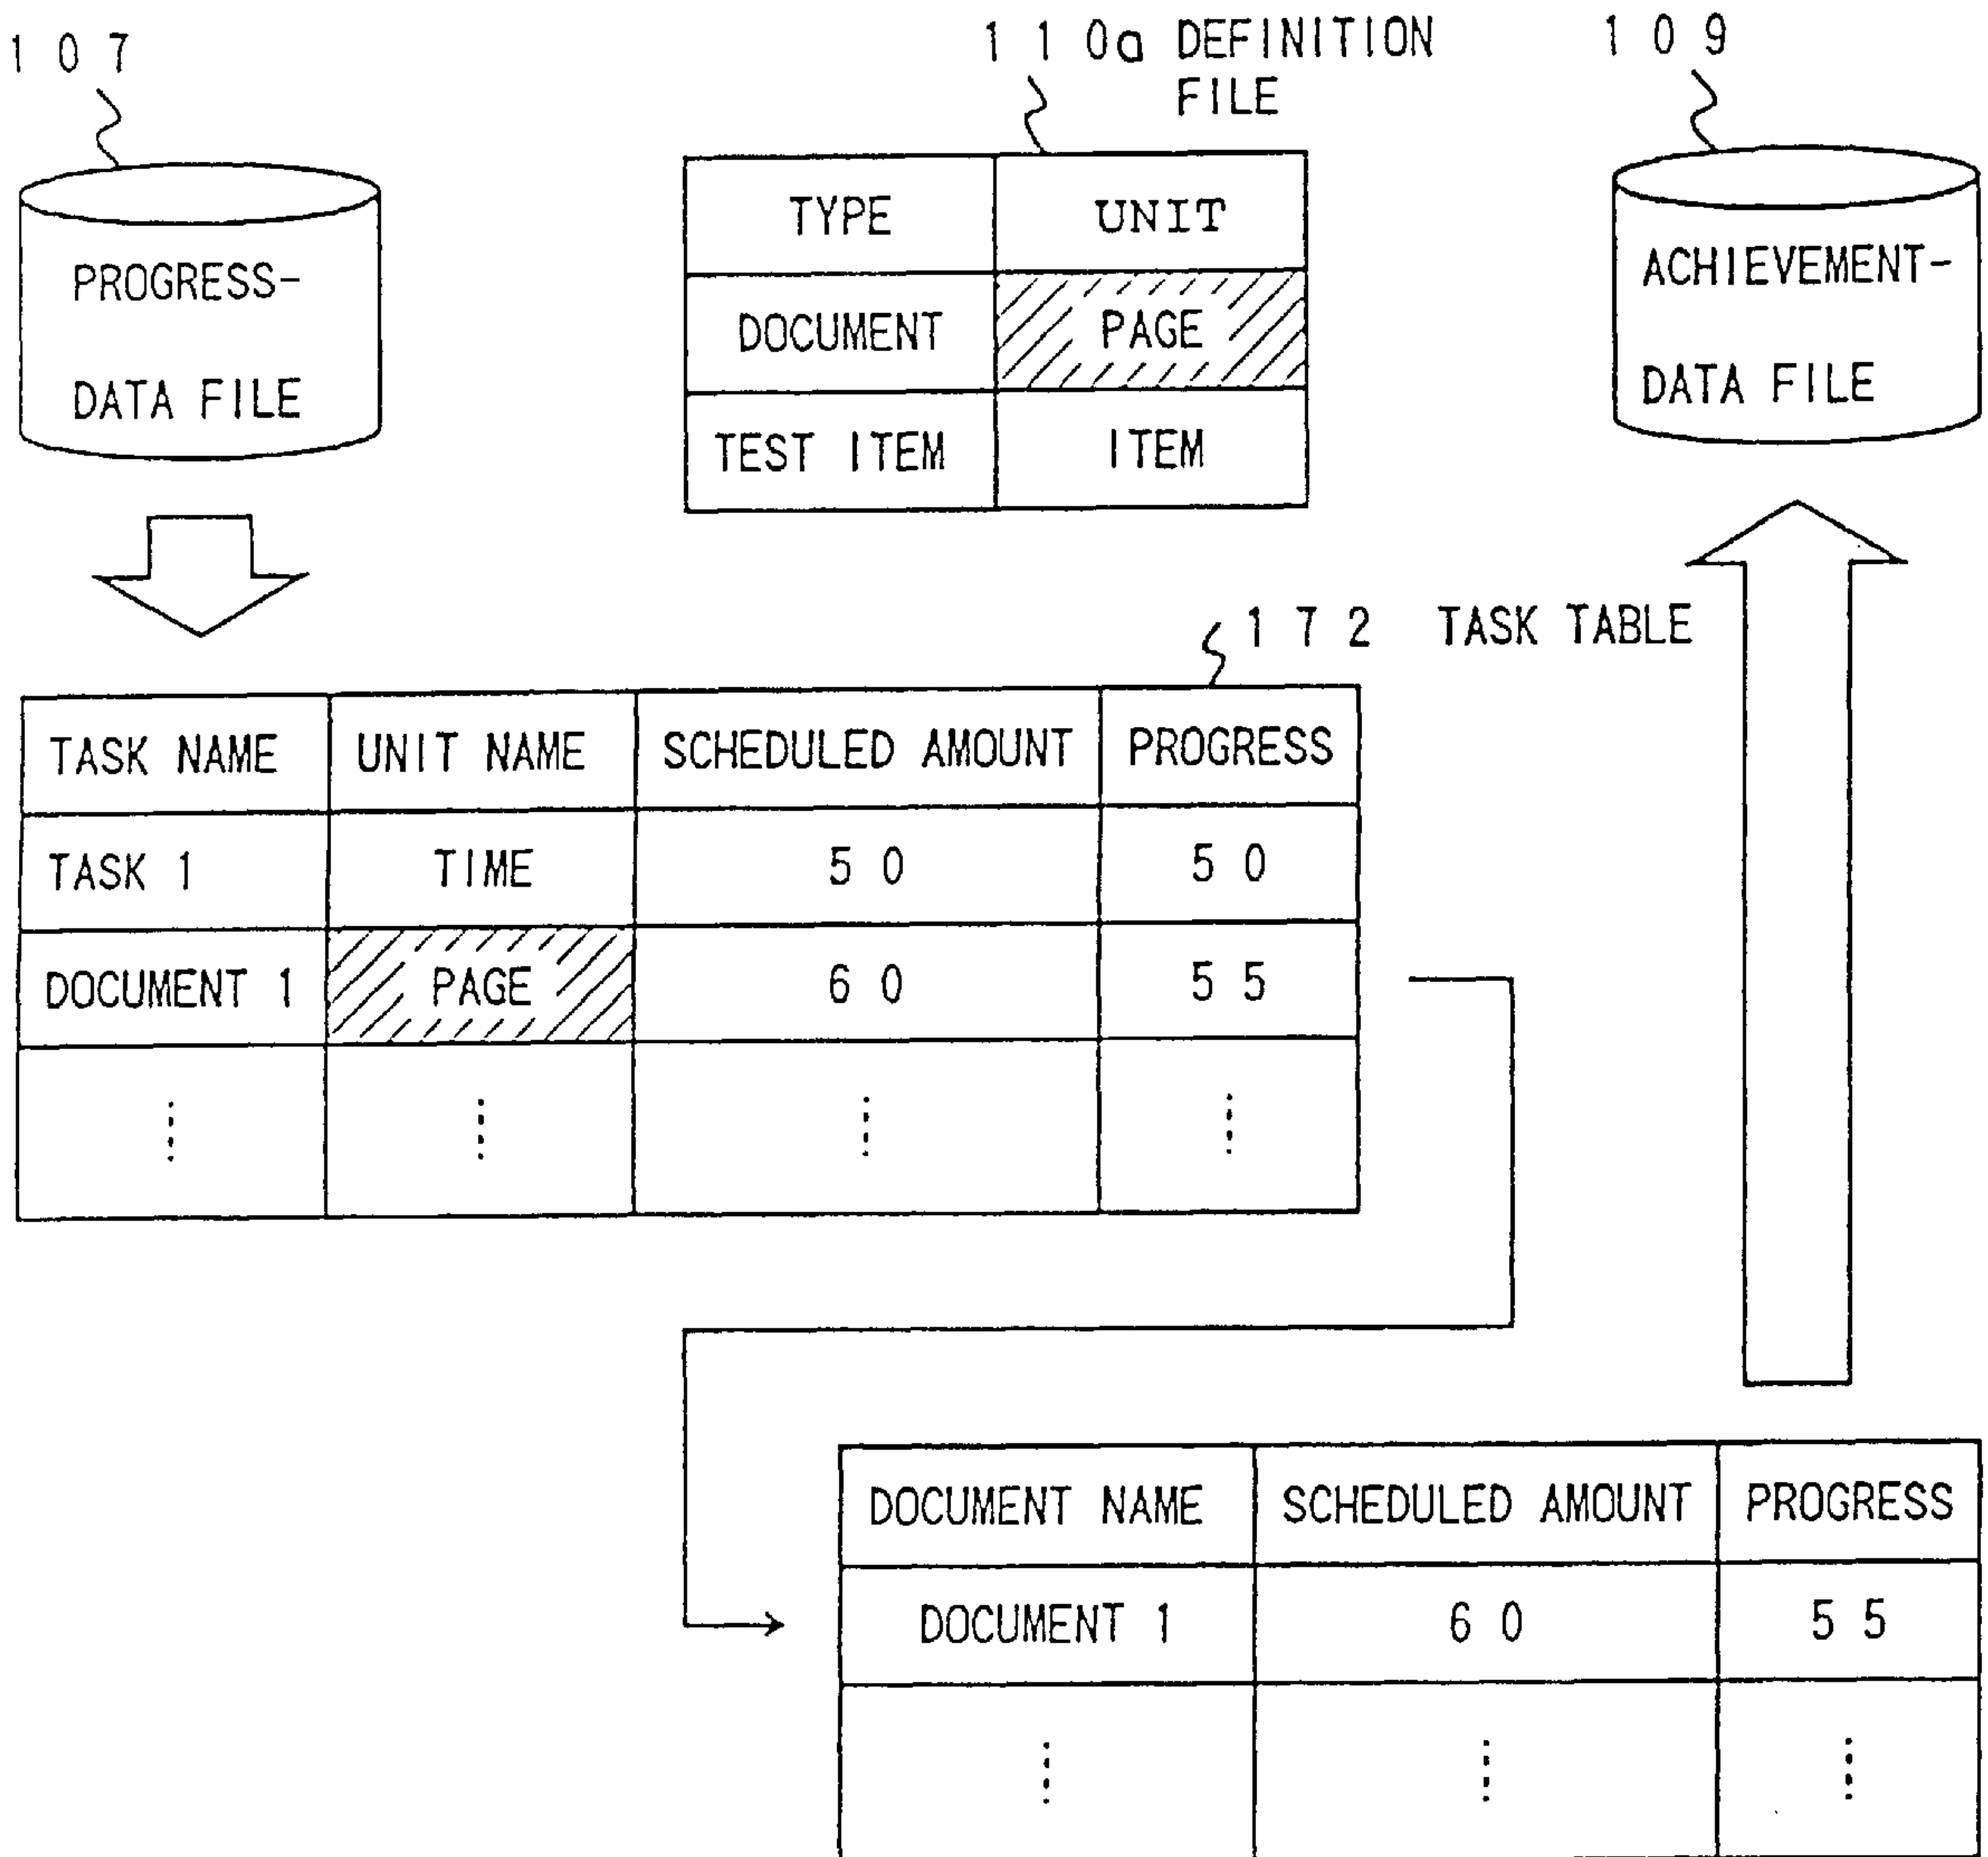 107
110a DEFINITION
FILE
109
PROGRESS-
DATA FILE
TYPE UNIT
DOCUMENT PAGE
TEST ITEM ITEM
ACHIEVEMENT-
DATA FILE
172 TASK TABLE
TASK NAME UNIT NAME SCHEDULED AMOUNT PROGRESS
TASK 1 TIME 50 50
DOCUMENT 1 PAGE 60 55
DOCUMENT NAME SCHEDULED AMOUNT PROGRESS
DOCUMENT 1 60 55